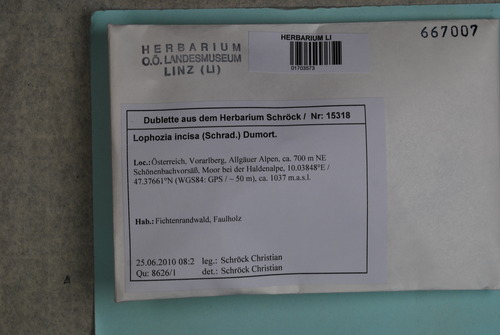 HERBARIUM
O.Ö. LANDESMUSEUM
LINZ (LI)
HERBARIUM LI
01703573
667007
Dublette aus dem Herbarium Schröck / Nr: 15318
Lophozia incisa (Schrad.) Dumort.
Loc.:Österreich, Vorarlberg, Allgäuer Alpen, ca. 700 m NE
Schönenbachvorsäß, Moor bei der Haldenalpe, 10.03848°E /
47.37661°N (WGS84: GPS / ~ 50 m), ca. 1037 m.a.s.l.
Hab.:Fichtenrandwald, Faulholz
25.06.2010 08:2 leg.: Schröck Christian
Qu: 8626/1 det.: Schröck Christian